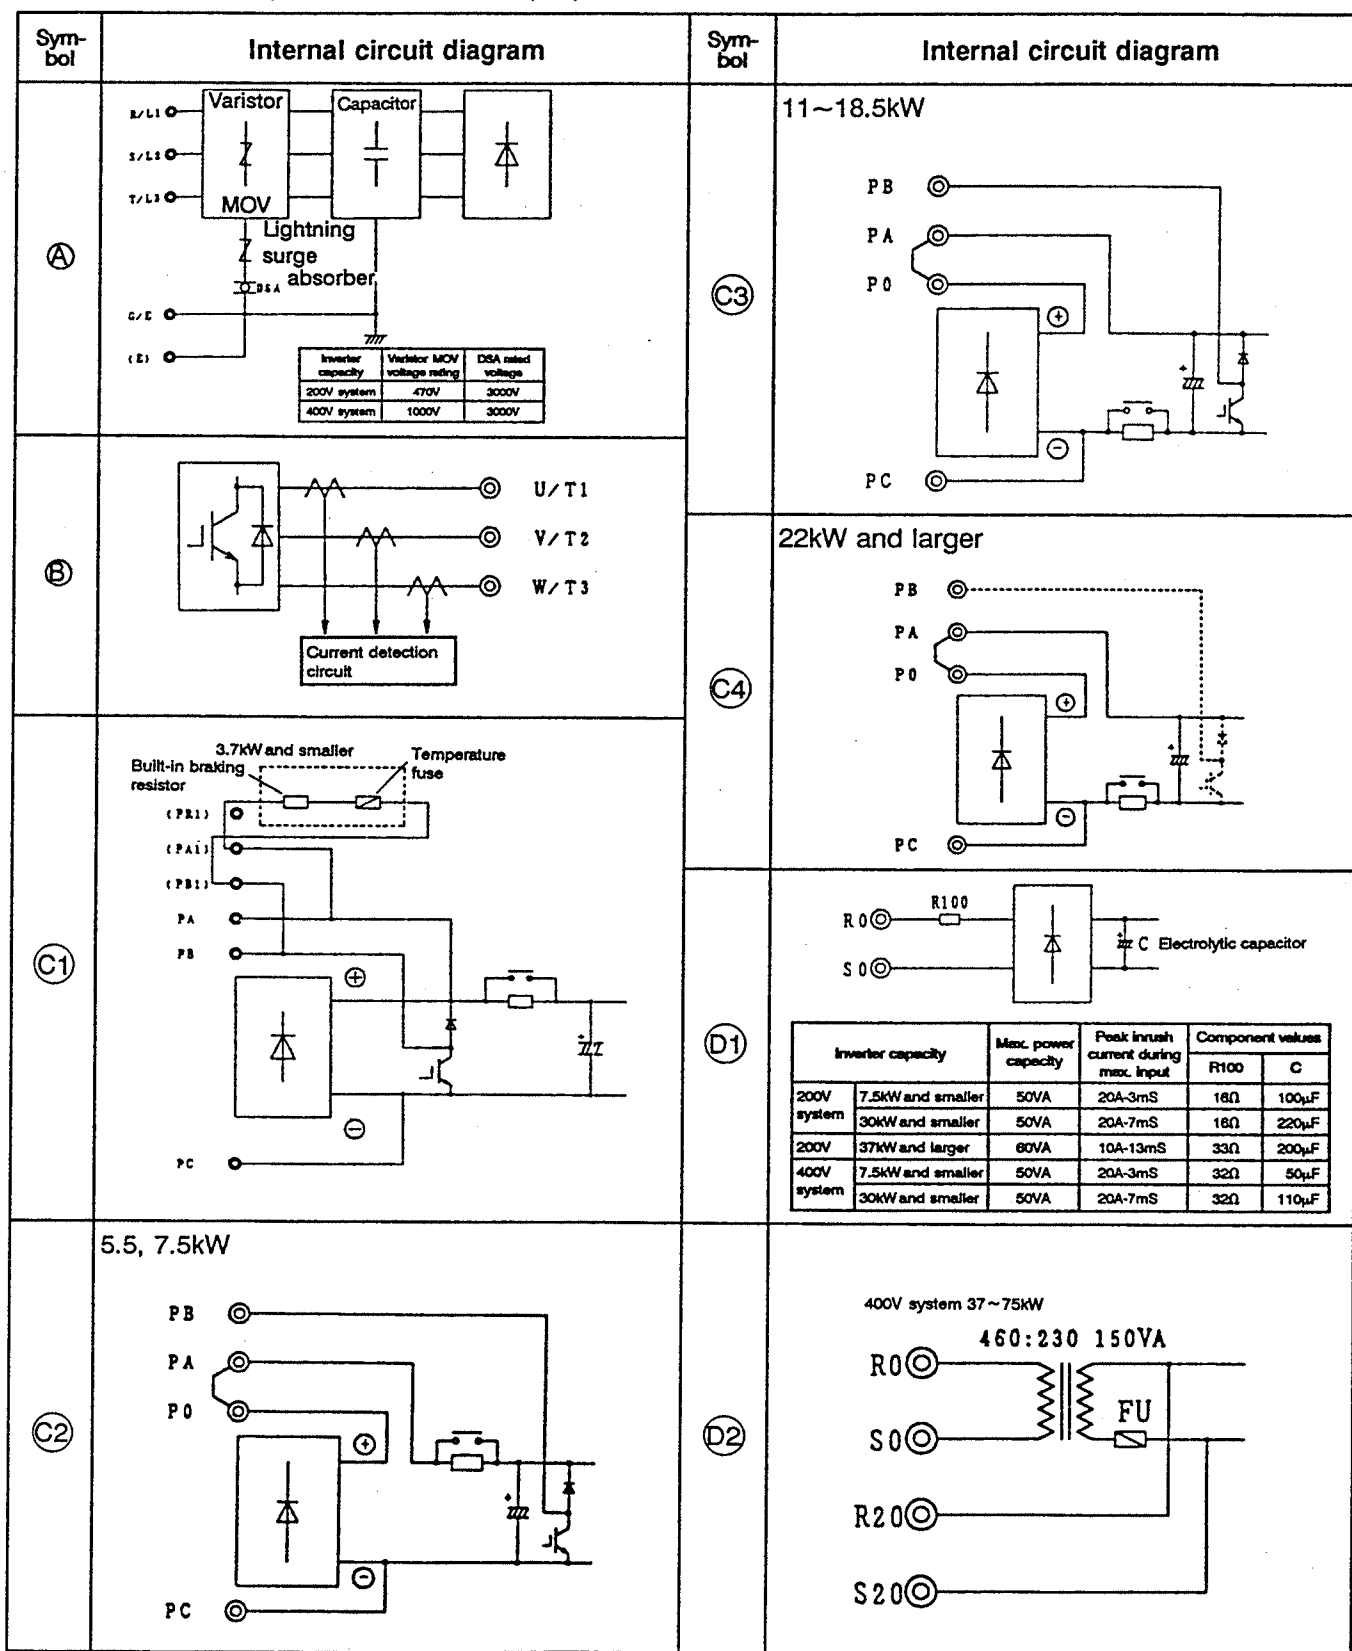 Sym-
bol
Internal circuit diagram
Sym-
bol
Internal circuit diagram
A
R/L1
S/L2
T/L3
Varistor
MOV
Capacitor
Lightning
surge
absorber
DSA
G/E
(E)
Inverter capacity Varistor MOV voltage rating DSA rated voltage
200V system 470V 3000V
400V system 1000V 3000V
B
U/T1
V/T2
W/T3
Current detection
circuit
C1
3.7kW and smaller
Built-in braking
resistor
Temperature
fuse
(PR1)
(PA1)
(PB1)
PA
PB
+
−
PC
C2
5.5, 7.5kW
PB
PA
P0
+
+
−
PC
C3
11~18.5kW
PB
PA
P0
+
+
−
PC
C4
22kW and larger
PB
PA
P0
+
+
−
PC
D1
R0
R100
S0
+
C Electrolytic capacitor
Inverter capacity Max. power capacity Peak inrush current during max. input Component values
R100 C
200V system 7.5kW and smaller 50VA 20A-3mS 16Ω 100μF
30kW and smaller 50VA 20A-7mS 16Ω 220μF
200V 37kW and larger 60VA 10A-13mS 33Ω 200μF
400V system 7.5kW and smaller 50VA 20A-3mS 32Ω 50μF
30kW and smaller 50VA 20A-7mS 32Ω 110μF
D2
400V system 37~75kW
460:230 150VA
R0
S0
FU
R20
S20